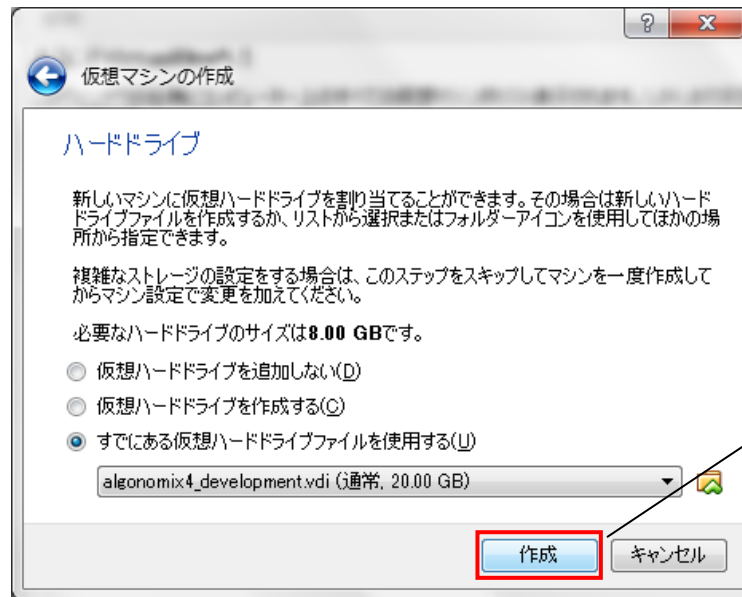 仮想マシンの作成
ハードドライブ
新しいマシンに仮想ハードドライブを割り当てることができます。その場合は新しいハード
ドライブファイルを作成するか、リストから選択またはフォルダーアイコンを使用してほかの場
所から指定できます。
複雑なストレージの設定をする場合は、このステップをスキップしてマシンを一度作成して
からマシン設定で変更を加えてください。
必要なハードドライブのサイズは8.00 GBです。
仮想ハードドライブを追加しない(D)
仮想ハードドライブを作成する(C)
すでにある仮想ハードドライブファイルを使用する(U)
algonomix4_development.vdi (通常, 20.00 GB)
作成 キャンセル